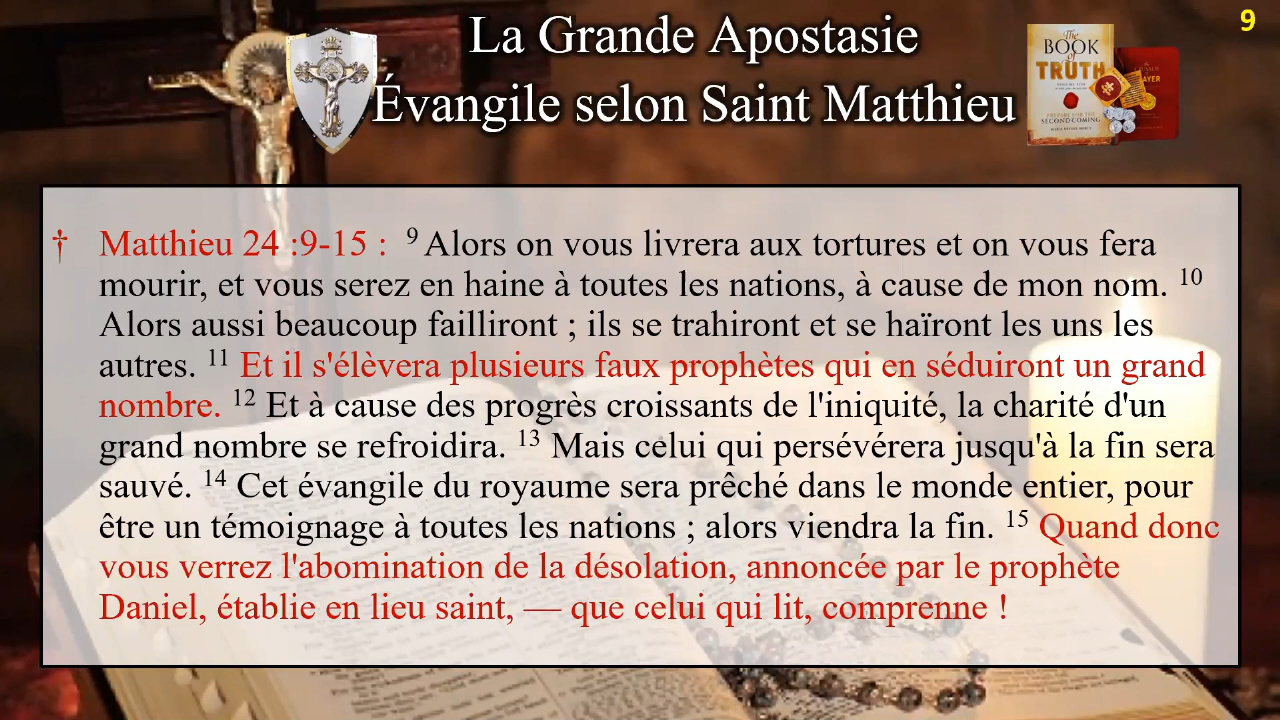 9
La Grande Apostasie
Évangile selon Saint Matthieu
The
BOOK
OF
TRUTH
PREPARE FOR THE
SECOND COMING
† Matthieu 24 :9-15 : 9 Alors on vous livrera aux tortures et on vous fera
mourir, et vous serez en haine à toutes les nations, à cause de mon nom. 10
Alors aussi beaucoup failliront ; ils se trahiront et se haïront les uns les
autres. 11 Et il s'élèvera plusieurs faux prophètes qui en séduiront un grand
nombre. 12 Et à cause des progrès croissants de l'iniquité, la charité d'un
grand nombre se refroidira. 13 Mais celui qui persévérera jusqu'à la fin sera
sauvé. 14 Cet évangile du royaume sera prêché dans le monde entier, pour
être un témoignage à toutes les nations ; alors viendra la fin. 15 Quand donc
vous verrez l'abomination de la désolation, annoncée par le prophète
Daniel, établie en lieu saint, — que celui qui lit, comprenne !